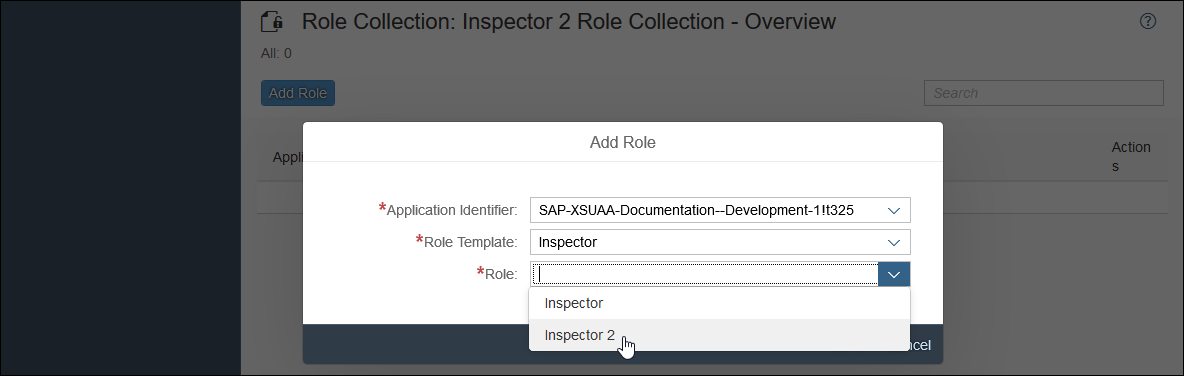 Role Collection: Inspector 2 Role Collection - Overview
All: 0
Add Role
Search
Appli
Action
s
Add Role
*Application Identifier: SAP-XSUAA-Documentation--Development-1!t325
*Role Template: Inspector
*Role:
Inspector
Inspector 2
ncel